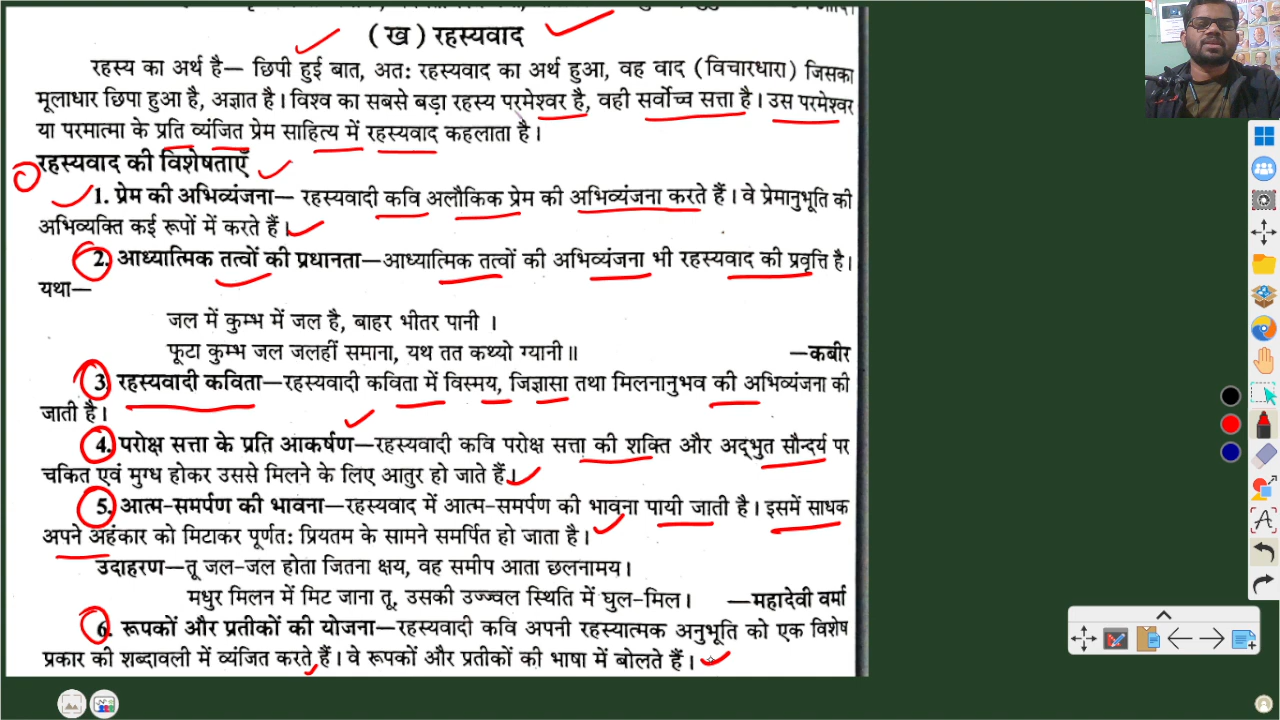 (ख) रहस्यवाद
रहस्य का अर्थ है— छिपी हुई बात, अतः रहस्यवाद का अर्थ हुआ, वह वाद (विचारधारा) जिसका
मूलाधार छिपा हुआ है, अज्ञात है। विश्व का सबसे बड़ा रहस्य परमेश्वर है, वही सर्वोच्च सत्ता है। उस परमेश्वर
या परमात्मा के प्रति व्यंजित प्रेम साहित्य में रहस्यवाद कहलाता है।
रहस्यवाद की विशेषताएँ
1. प्रेम की अभिव्यंजना— रहस्यवादी कवि अलौकिक प्रेम की अभिव्यंजना करते हैं। वे प्रेमानुभूति की
अभिव्यक्ति कई रूपों में करते हैं।
2. आध्यात्मिक तत्वों की प्रधानता—आध्यात्मिक तत्वों की अभिव्यंजना भी रहस्यवाद की प्रवृत्ति है।
यथा—
जल में कुम्भ में जल है, बाहर भीतर पानी ।
फूटा कुम्भ जल जलहीं समाना, यथ तत कथ्यो ग्यानी॥ —कबीर
3. रहस्यवादी कविता—रहस्यवादी कविता में विस्मय, जिज्ञासा तथा मिलनानुभव की अभिव्यंजना की
जाती है।
4. परोक्ष सत्ता के प्रति आकर्षण—रहस्यवादी कवि परोक्ष सत्ता की शक्ति और अद्भुत सौन्दर्य पर
चकित एवं मुग्ध होकर उससे मिलने के लिए आतुर हो जाते हैं।
5. आत्म-समर्पण की भावना—रहस्यवाद में आत्म-समर्पण की भावना पायी जाती है। इसमें साधक
अपने अहंकार को मिटाकर पूर्णतः प्रियतम के सामने समर्पित हो जाता है।
उदाहरण—तू जल-जल होता जितना क्षय, वह समीप आता छलनामय।
मधुर मिलन में मिट जाना तू, उसकी उज्ज्वल स्थिति में घुल-मिल। —महादेवी वर्मा
6. रूपकों और प्रतीकों की योजना—रहस्यवादी कवि अपनी रहस्यात्मक अनुभूति को एक विशेष
प्रकार की शब्दावली में व्यंजित करते हैं। वे रूपकों और प्रतीकों की भाषा में बोलते हैं।